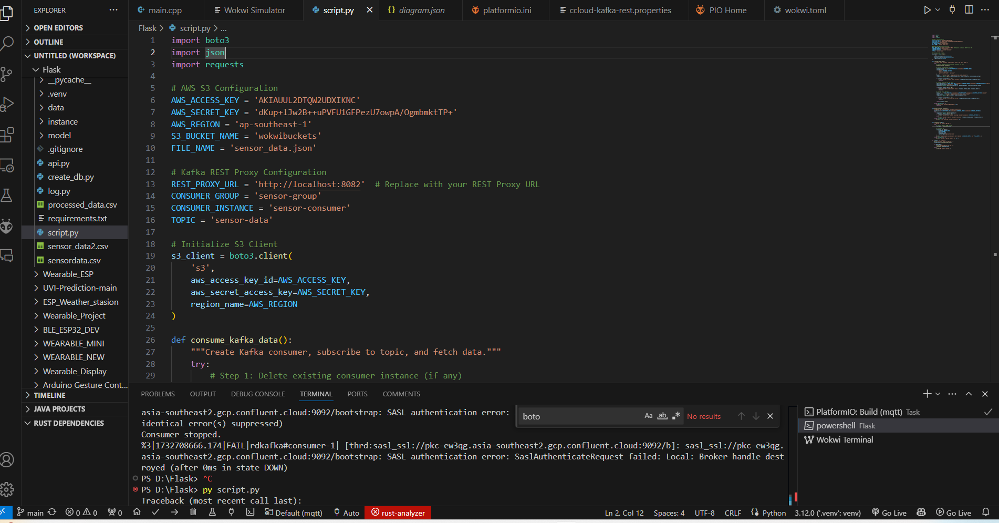 EXPLORER
main.cpp
Wokwi Simulator
script.py
diagram.json
platformio.ini
ccloud-kafka-rest.properties
PIO Home
wokwi.toml
OPEN EDITORS
OUTLINE
UNTITLED (WORKSPACE)
Flask
__pycache__
.venv
data
instance
model
.gitignore
api.py
create_db.py
log.py
processed_data.csv
requirements.txt
script.py
sensor_data2.csv
sensordata.csv
Wearable_ESP
UVI-Prediction-main
ESP_Weather_stasion
Wearable_Project
BLE_ESP32_DEV
WEARABLE_MINI
WEARABLE_NEW
Wearable_Display
Arduino Gesture Cont...
TIMELINE
JAVA PROJECTS
RUST DEPENDENCIES
Flask > script.py > ...
1 import boto3
2 import json
3 import requests
4
5 # AWS S3 Configuration
6 AWS_ACCESS_KEY = 'AKIAUUL2DTQW2UDXIKNC'
7 AWS_SECRET_KEY = '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'
8 AWS_REGION = 'ap-southeast-1'
9 S3_BUCKET_NAME = 'wokwibuckets'
10 FILE_NAME = 'sensor_data.json'
11
12 # Kafka REST Proxy Configuration
13 REST_PROXY_URL = 'http://localhost:8082'  # Replace with your REST Proxy URL
14 CONSUMER_GROUP = 'sensor-group'
15 CONSUMER_INSTANCE = 'sensor-consumer'
16 TOPIC = 'sensor-data'
17
18 # Initialize S3 Client
19 s3_client = boto3.client(
20     's3',
21     aws_access_key_id=AWS_ACCESS_KEY,
22     aws_secret_access_key=AWS_SECRET_KEY,
23     region_name=AWS_REGION
24 )
25
26 def consume_kafka_data():
27     """Create Kafka consumer, subscribe to topic, and fetch data."""
28     try:
29         # Step 1: Delete existing consumer instance (if any)
PROBLEMS OUTPUT DEBUG CONSOLE TERMINAL PORTS COMMENTS
asia-southeast2.gcp.confluent.cloud:9092/bootstrap: SASL authentication error:
identical error(s) suppressed)
Consumer stopped.
%3|1732708666.174|FAIL|rdkafka#consumer-1| [thrd:sasl_ssl://pkc-ew3qg.asia-southeast2.gcp.confluent.cloud:9092/b]: sasl_ssl://pkc-ew3qg.
asia-southeast2.gcp.confluent.cloud:9092/bootstrap: SASL authentication error: SaslAuthenticateRequest failed: Local: Broker handle dest
royed (after 0ms in state DOWN)
PS D:\Flask> ^C
PS D:\Flask> py script.py
Traceback (most recent call last):
boto
Aa ab .* No results
PlatformIO: Build (mqtt) Task
powershell Flask
Wokwi Terminal
main 0 0 0 Default (mqtt) Auto rust-analyzer Ln 2, Col 12 Spaces: 4 UTF-8 CRLF Python 3.12.0 ('.venv': venv) Go Live Go Live